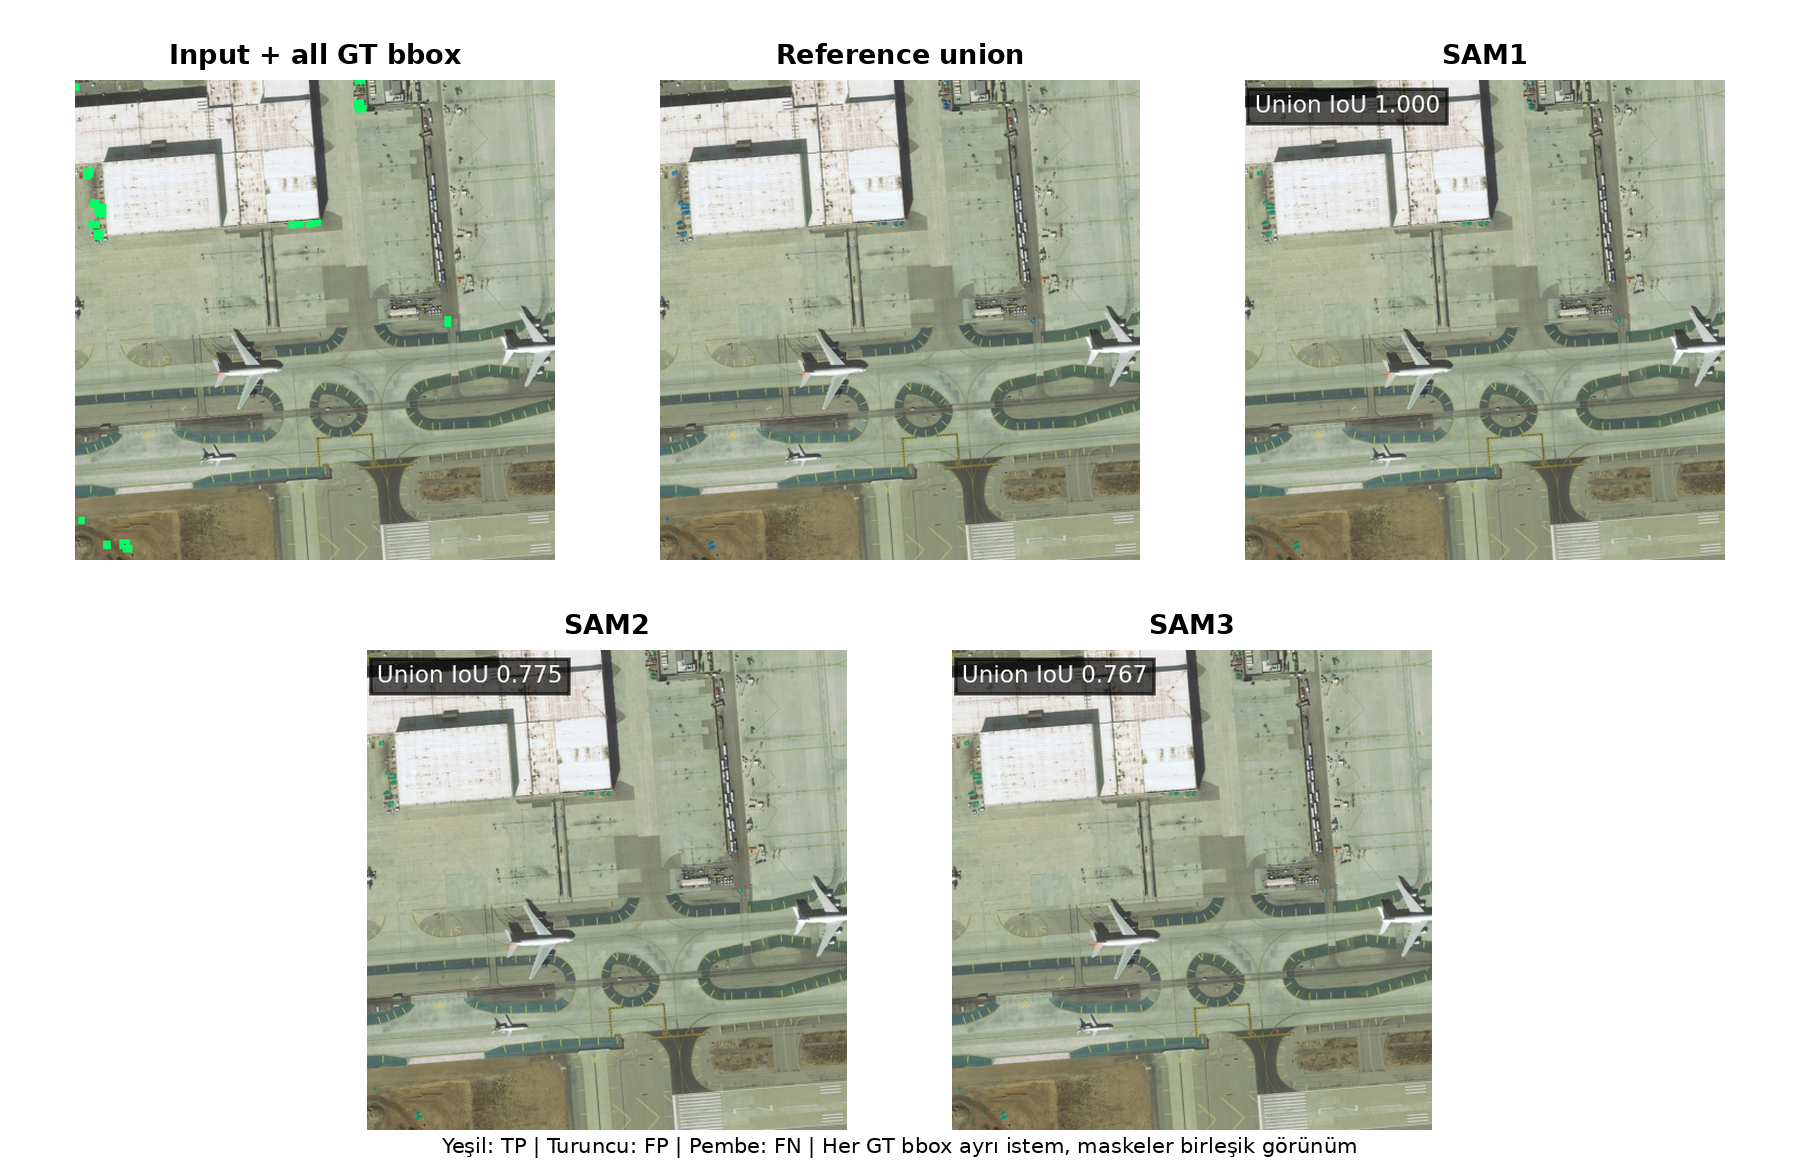 Input + all GT bbox
Reference union
SAM1
Union IoU 1.000
SAM2
SAM3
Union IoU 0.775
Union IoU 0.767
Yeşil: TP | Turuncu: FP | Pembe: FN | Her GT bbox ayrı istem, maskeler birleşik görünüm